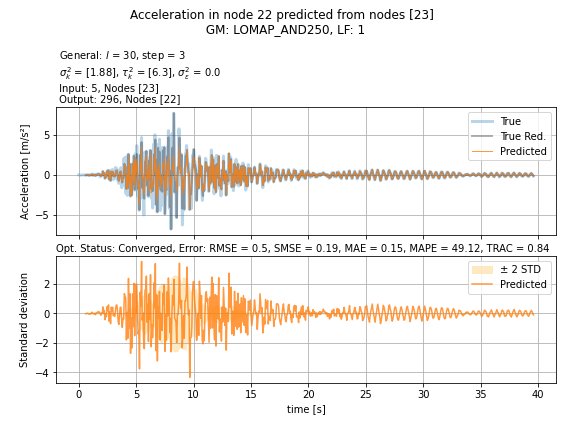 Acceleration in node 22 predicted from nodes [23]
GM: LOMAP_AND250, LF: 1
General: l = 30, step = 3
σ²ₖ = [1.88], τ²ₖ = [6.3], σ²ε = 0.0
Input: 5, Nodes [23]
Output: 296, Nodes [22]
Acceleration [m/s²]
5
0
−5
True
True Red.
Predicted
Opt. Status: Converged, Error: RMSE = 0.5, SMSE = 0.19, MAE = 0.15, MAPE = 49.12, TRAC = 0.84
Standard deviation
2
0
−2
−4
± 2 STD
Predicted
0 5 10 15 20 25 30 35 40
time [s]